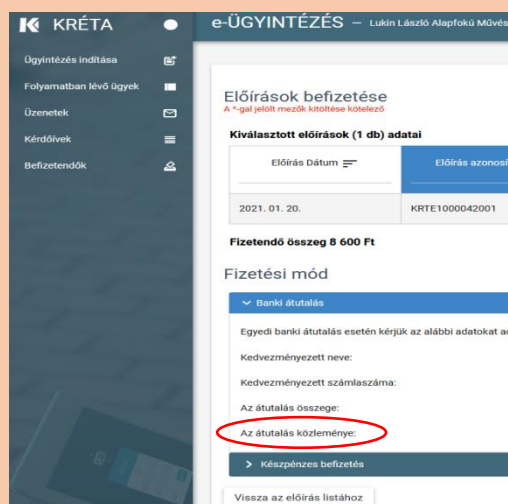 KRÉTA
e-ÜGYINTÉZÉS – Lukin László Alapfokú Művés
Ügyintézés indítása
Folyamatban lévő ügyek
Üzenetek
Kérdőívek
Befizetendők
Előírások befizetése
A *-gal jelölt mezők kitöltése kötelező
Kiválasztott előírások (1 db) adatai
Előírás Dátum
Előírás azonosí
2021. 01. 20.
KRTE1000042001
Fizetendő összeg 8 600 Ft
Fizetési mód
Banki átutalás
Egyedi banki átutalás esetén kérjük az alábbi adatokat a
Kedvezményezett neve:
Kedvezményezett számlaszáma:
Az átutalás összege:
Az átutalás közleménye:
Készpénzes befizetés
Vissza az előírás listához